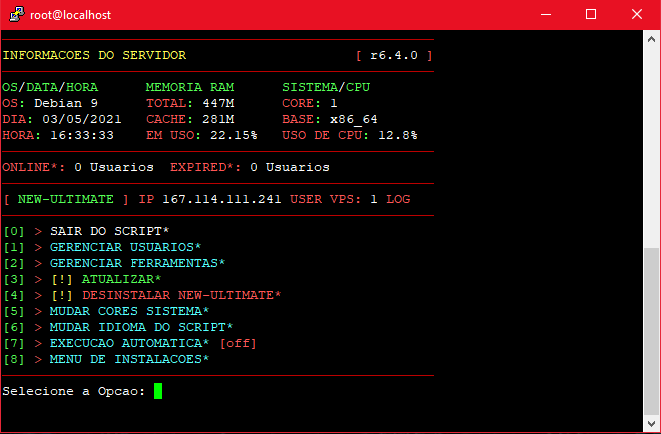 root@localhost
INFORMACOES DO SERVIDOR [ r6.4.0 ]
OS/DATA/HORA MEMORIA RAM SISTEMA/CPU
OS: Debian 9 TOTAL: 447M CORE: 1
DIA: 03/05/2021 CACHE: 281M BASE: x86_64
HORA: 16:33:33 EM USO: 22.15% USO DE CPU: 12.8%
ONLINE*: 0 Usuarios EXPIRED*: 0 Usuarios
[ NEW-ULTIMATE ] IP 167.114.111.241 USER VPS: 1 LOG
[0] > SAIR DO SCRIPT*
[1] > GERENCIAR USUARIOS*
[2] > GERENCIAR FERRAMENTAS*
[3] > [!] ATUALIZAR*
[4] > [!] DESINSTALAR NEW-ULTIMATE*
[5] > MUDAR CORES SISTEMA*
[6] > MUDAR IDIOMA DO SCRIPT*
[7] > EXECUCAO AUTOMATICA* [off]
[8] > MENU DE INSTALACOES*
Selecione a Opcao: